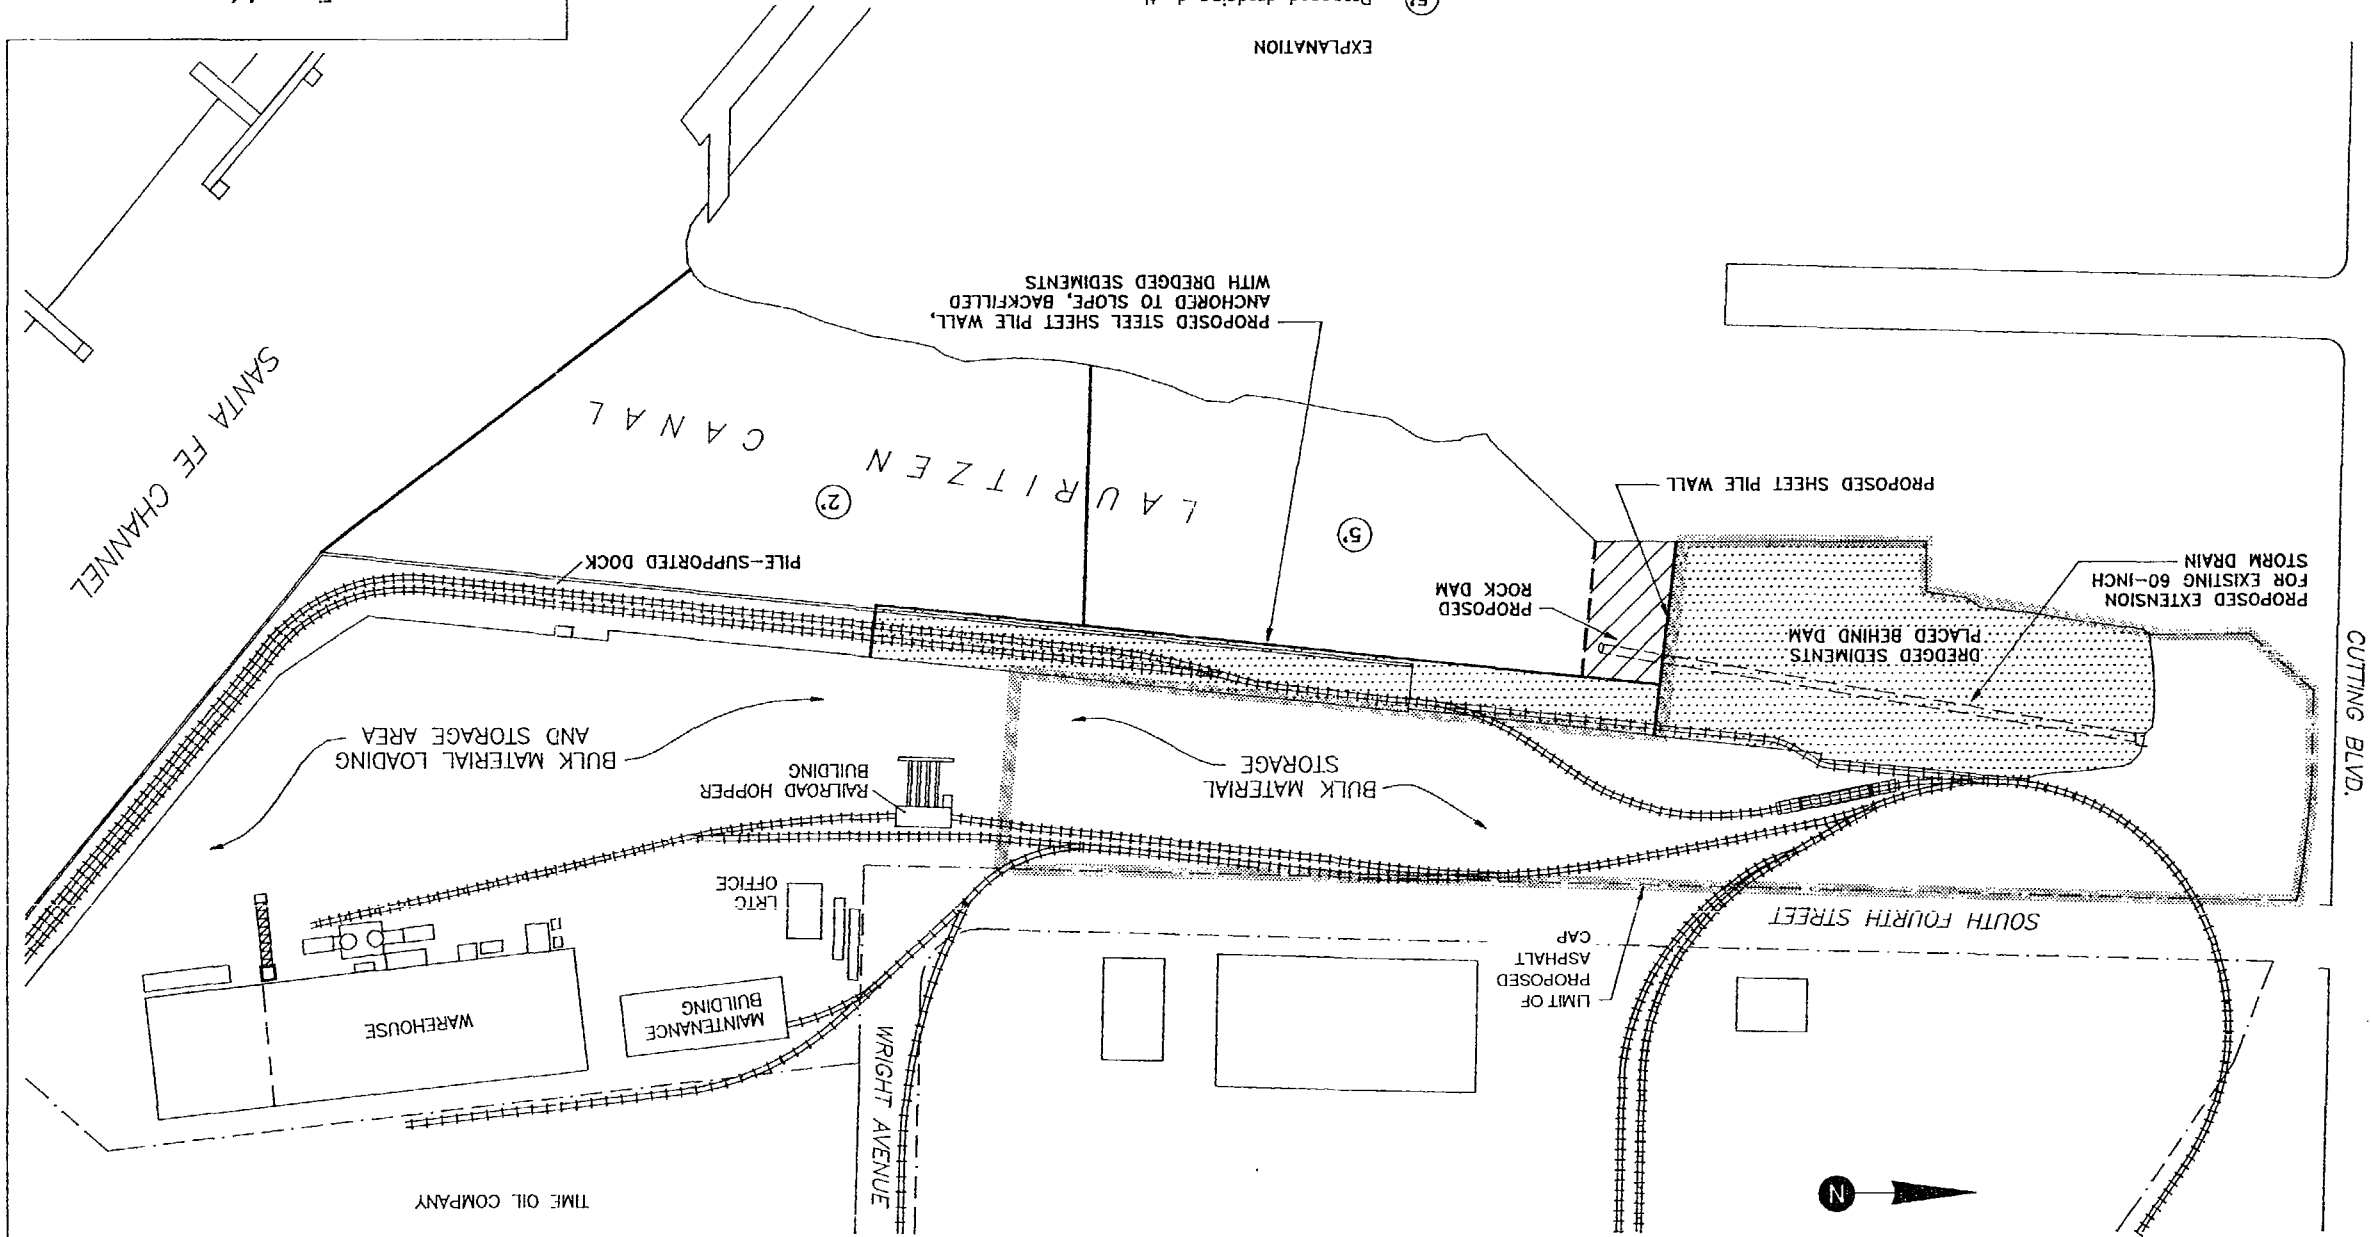 TIME OIL COMPANY
N
WRIGHT AVENUE
WAREHOUSE
MAINTENANCE
BUILDING
LIMIT OF
PROPOSED
ASPHALT
CAP
SOUTH FOURTH STREET
LRTC
OFFICE
BULK MATERIAL
STORAGE
RAILROAD HOPPER
BUILDING
BULK MATERIAL LOADING
AND STORAGE AREA
CUTTING BLVD.
DREDGED SEDIMENTS
PLACED BEHIND DAM
PROPOSED EXTENSION
FOR EXISTING 60-INCH
STORM DRAIN
PROPOSED
ROCK DAM
PILE-SUPPORTED DOCK
SANTA FE CHANNEL
5'
2'
PROPOSED SHEET PILE WALL
LAURITZEN CANAL
PROPOSED STEEL SHEET PILE WALL,
ANCHORED TO SLOPE, BACKFILLED
WITH DREDGED SEDIMENTS
EXPLANATION
5'